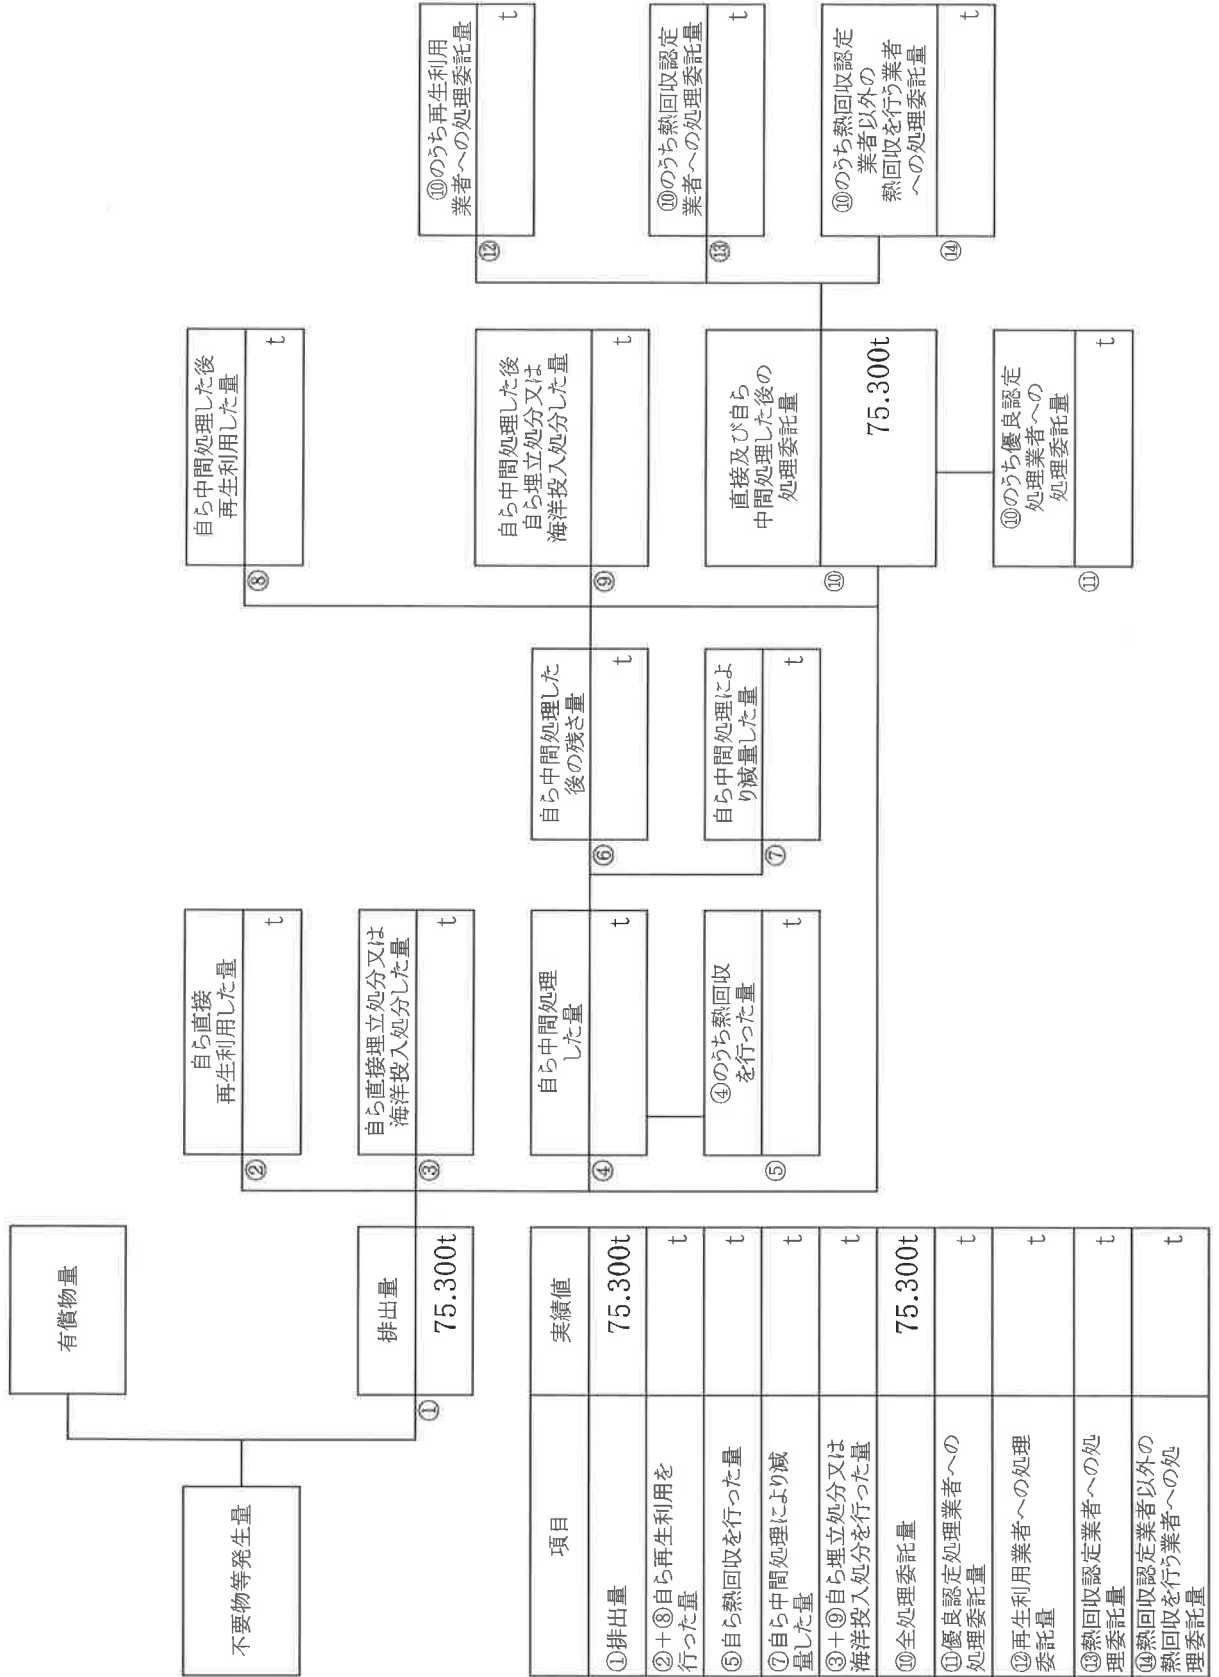 不要物等発生量
有償物量
①
排出量
75.300t
②
自ら直接
再生利用した量
t
③
自ら直接埋立処分又は
海洋投入処分した量
t
④
自ら中間処理
した量
t
⑤
④のうち熱回収
を行った量
t
⑥
自ら中間処理した
後の残さ量
t
⑦
自ら中間処理によ
り減量した量
t
⑧
自ら中間処理した後
再生利用した量
t
⑨
自ら中間処理した後
自ら埋立処分又は
海洋投入処分した量
t
⑩
直接及び自ら
中間処理した後の
処理委託量
75.300t
⑪
⑩のうち優良認定
処理業者への
処理委託量
t
⑫
⑩のうち再生利用
業者への処理委託量
t
⑬
⑩のうち熱回収認定
業者への処理委託量
t
⑭
⑩のうち熱回収認定
業者以外の
熱回収を行う業者
への処理委託量
t
項目 実績値
①排出量 75.300t
②+⑧自ら再生利用を
行った量 t
⑤自ら熱回収を行った量 t
⑦自ら中間処理により減
量した量 t
③+⑨自ら埋立処分又は
海洋投入処分を行った量 t
⑩全処理委託量 75.300t
⑪優良認定処理業者への
処理委託量 t
⑫再生利用業者への処理
委託量 t
⑬熱回収認定業者への処
理委託量 t
⑭熱回収認定業者以外の
熱回収を行う業者への処
理委託量 t